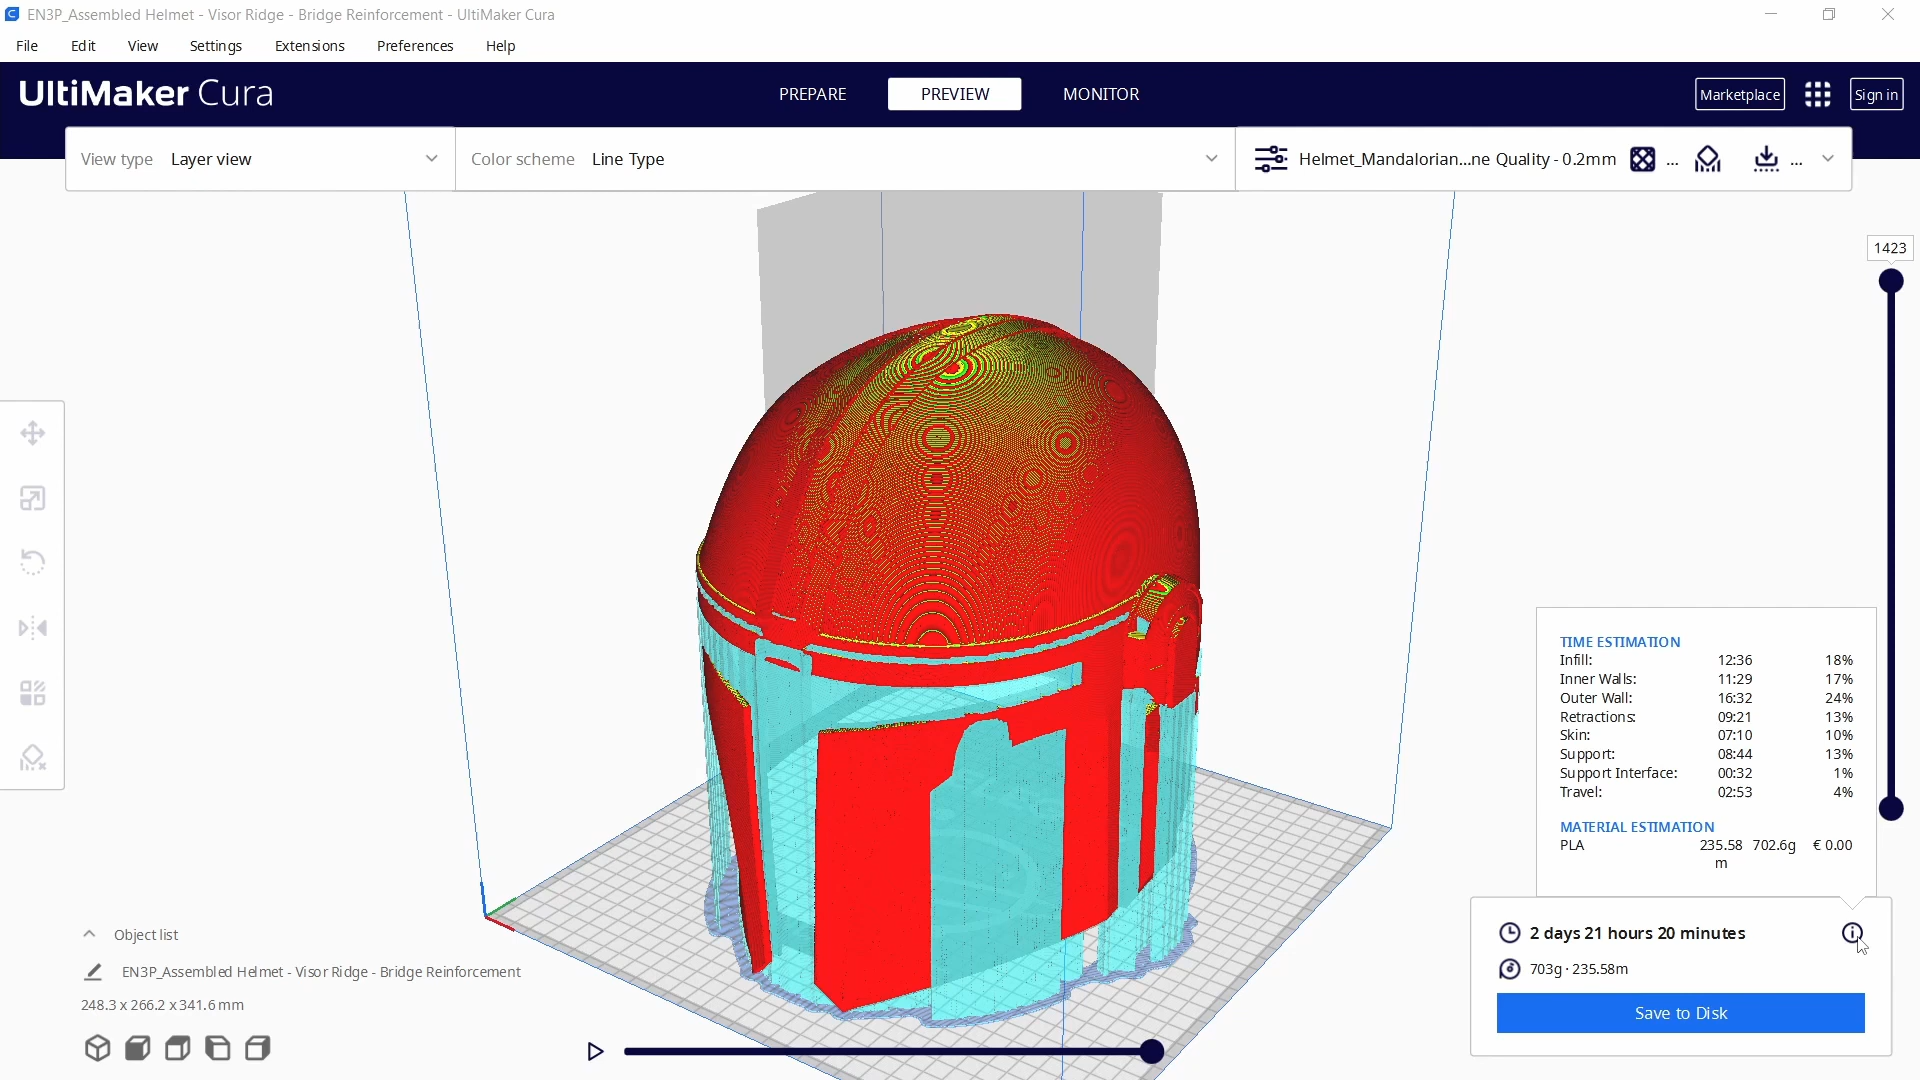 EN3P_Assembled Helmet - Visor Ridge - Bridge Reinforcement - UltiMaker Cura
File Edit View Settings Extensions Preferences Help
UltiMaker Cura
PREPARE PREVIEW MONITOR
Marketplace Sign in
View type Layer view
Color scheme Line Type
Helmet_Mandalorian...ne Quality - 0.2mm ... ...
1423
TIME ESTIMATION
Infill: 12:36 18%
Inner Walls: 11:29 17%
Outer Wall: 16:32 24%
Retractions: 09:21 13%
Skin: 07:10 10%
Support: 08:44 13%
Support Interface: 00:32 1%
Travel: 02:53 4%
MATERIAL ESTIMATION
PLA 235.58 702.6g € 0.00
m
2 days 21 hours 20 minutes
703g · 235.58m
Save to Disk
Object list
EN3P_Assembled Helmet - Visor Ridge - Bridge Reinforcement
248.3 x 266.2 x 341.6 mm